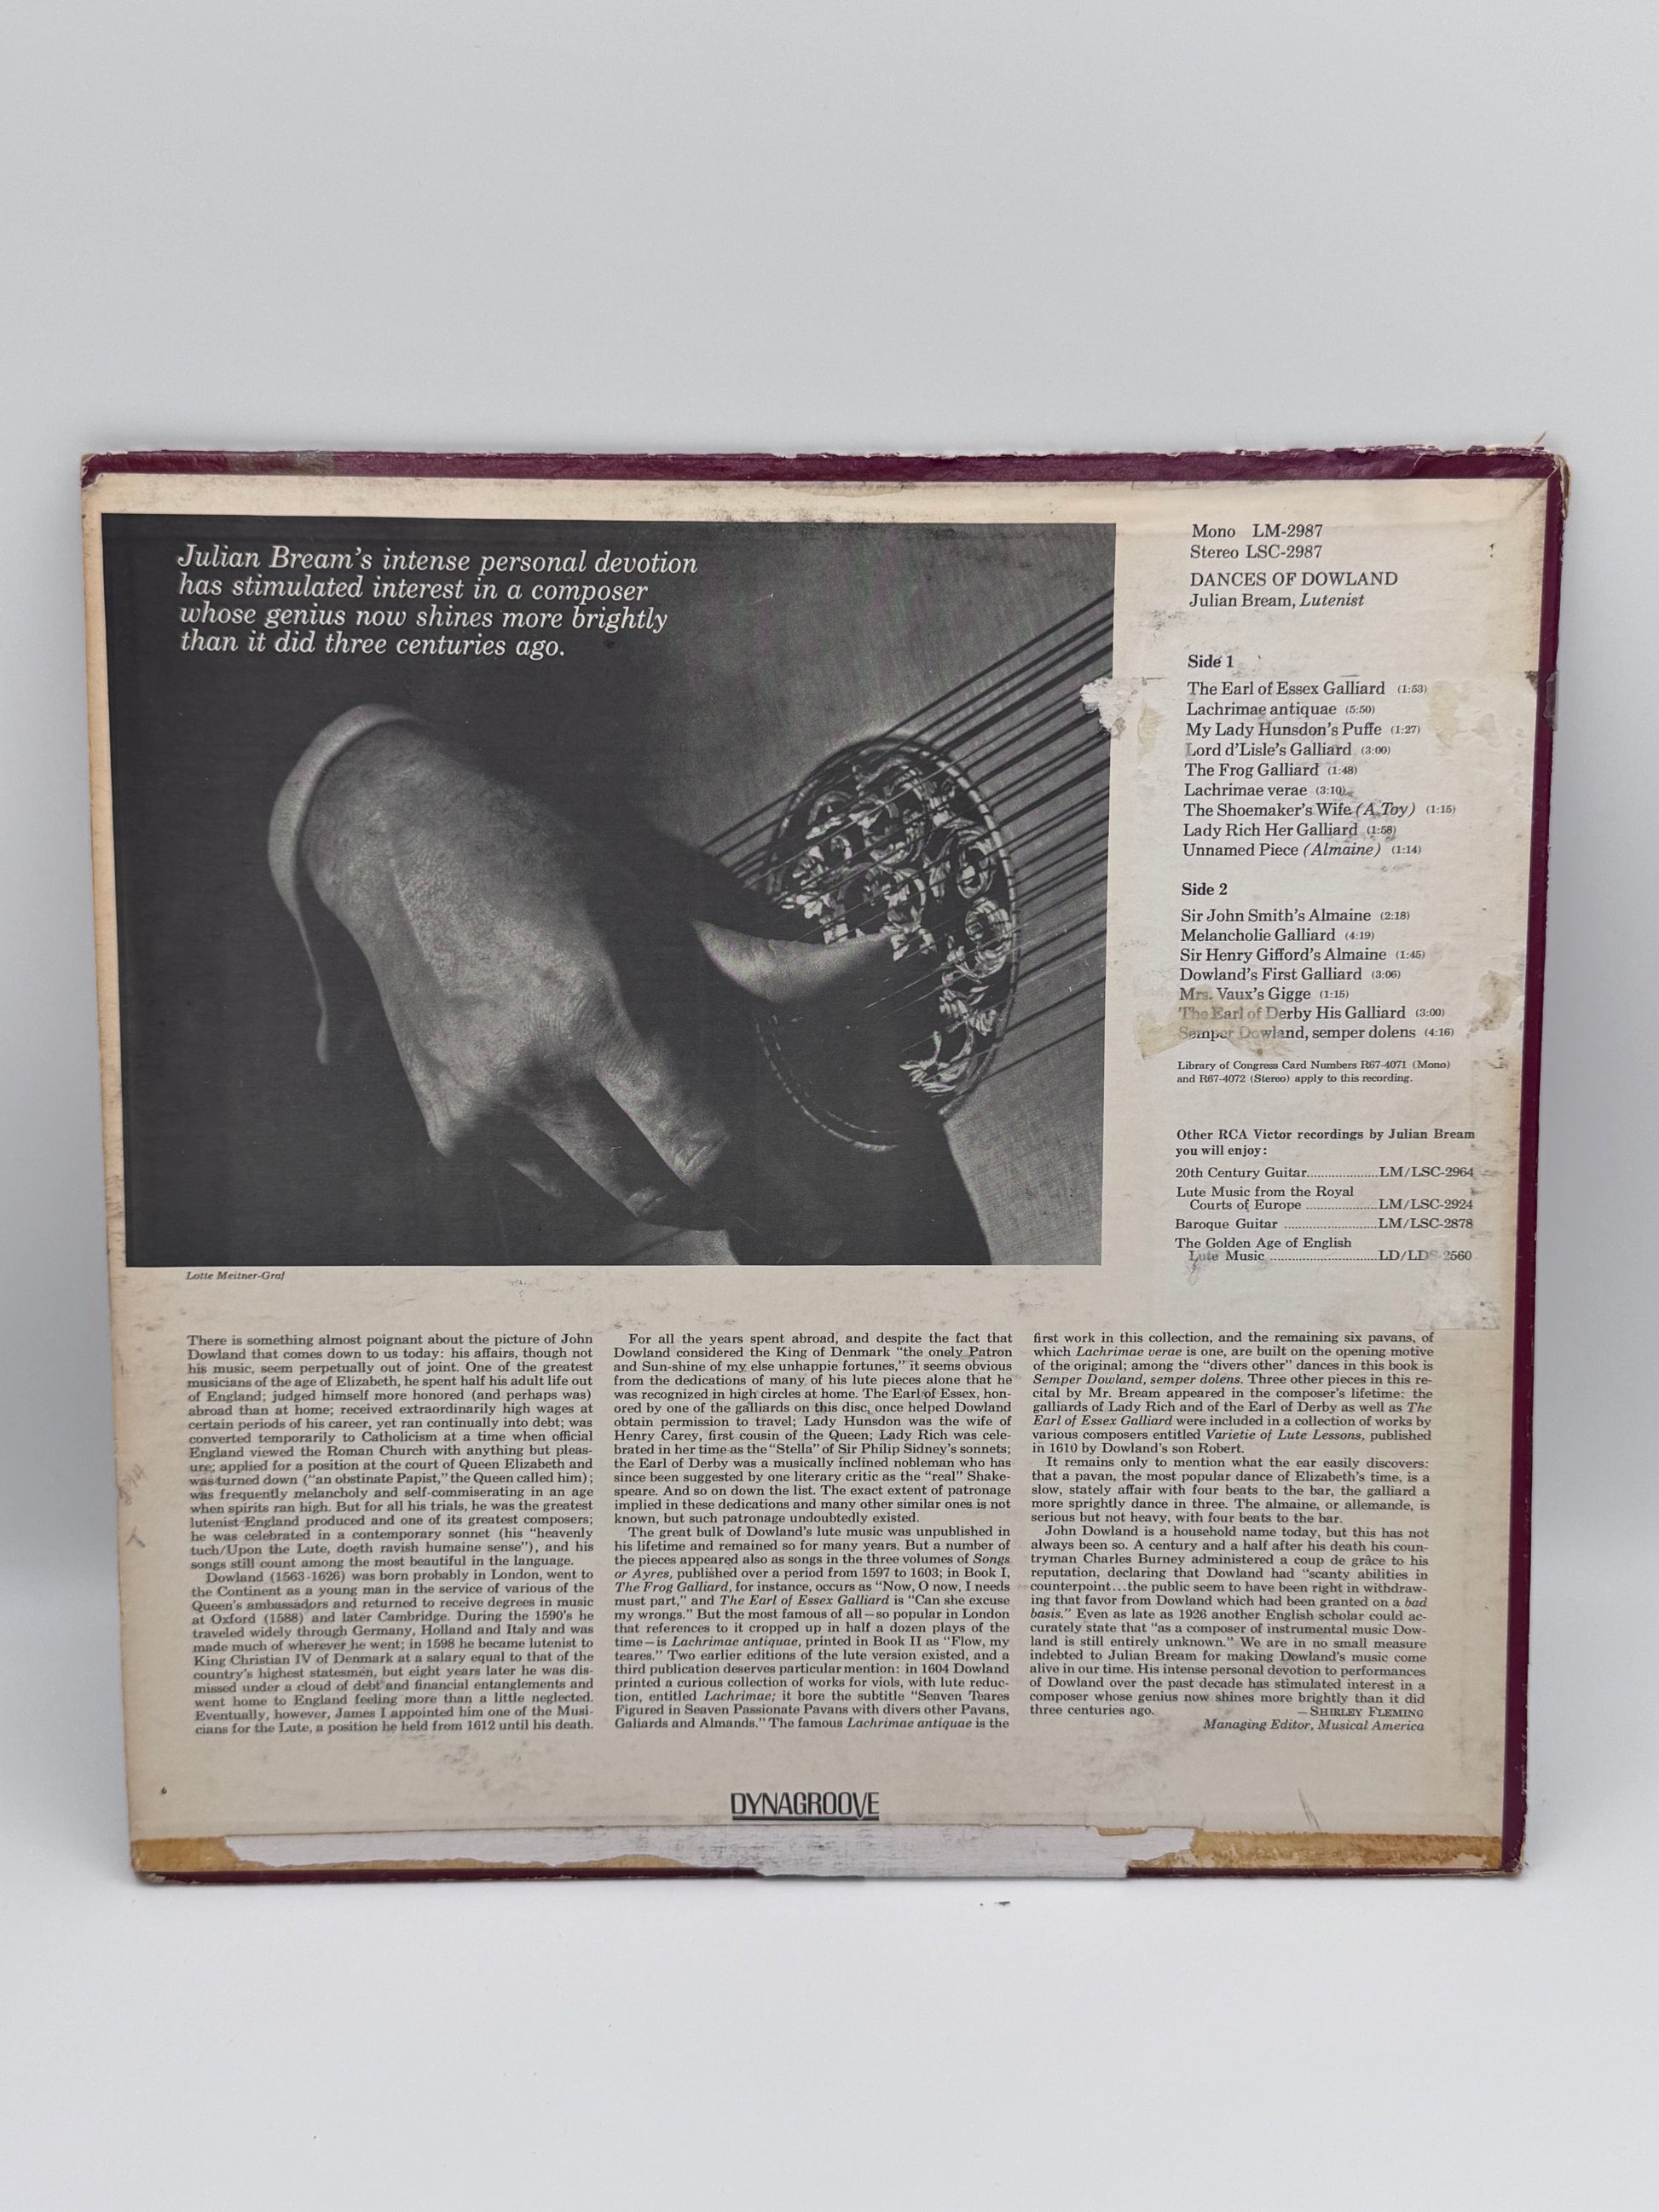 Julian Bream's intense personal devotion
has stimulated interest in a composer
whose genius now shines more brightly
than it did three centuries ago.
Lotte Meitner-Graf
Mono LM-2987
Stereo LSC-2987
DANCES OF DOWLAND
Julian Bream, Lutenist
Side 1
The Earl of Essex Galliard (1:53)
Lachrimae antiquae (5:50)
My Lady Hunsdon's Puffe (1:27)
Lord d'Lisle's Galliard (3:00)
The Frog Galliard (1:48)
Lachrimae verae (3:10)
The Shoemaker's Wife (A Toy) (1:15)
Lady Rich Her Galliard (1:58)
Unnamed Piece (Almaine) (1:14)
Side 2
Sir John Smith's Almaine (2:18)
Melancholie Galliard (4:19)
Sir Henry Gifford's Almaine (1:45)
Dowland's First Galliard (3:06)
Mrs. Vaux's Gigge (1:15)
The Earl of Derby His Galliard (3:00)
Semper Dowland, semper dolens (4:16)
Library of Congress Card Numbers R67-4071 (Mono)
and R67-4072 (Stereo) apply to this recording.
Other RCA Victor recordings by Julian Bream
you will enjoy:
20th Century Guitar....................LM/LSC-2964
Lute Music from the Royal
Courts of Europe ....................LM/LSC-2924
Baroque Guitar ..........................LM/LSC-2878
The Golden Age of English
Lute Music ..............................LD/LDS-2560
There is something almost poignant about the picture of John
Dowland that comes down to us today: his affairs, though not
his music, seem perpetually out of joint. One of the greatest
musicians of the age of Elizabeth, he spent half his adult life out
of England; judged himself more honored (and perhaps was)
abroad than at home; received extraordinarily high wages at
certain periods of his career, yet ran continually into debt; was
converted temporarily to Catholicism at a time when official
England viewed the Roman Church with anything but pleas-
ure; applied for a position at the court of Queen Elizabeth and
was turned down ("an obstinate Papist," the Queen called him);
was frequently melancholy and self-commiserating in an age
when spirits ran high. But for all his trials, he was the greatest
lutenist England produced and one of its greatest composers;
he was celebrated in a contemporary sonnet (his "heavenly
tuch/Upon the Lute, doeth ravish humaine sense"), and his
songs still count among the most beautiful in the language.
Dowland (1563-1626) was born probably in London, went to
the Continent as a young man in the service of various of the
Queen's ambassadors and returned to receive degrees in music
at Oxford (1588) and later Cambridge. During the 1590's he
traveled widely through Germany, Holland and Italy and was
made much of wherever he went; in 1598 he became lutenist to
King Christian IV of Denmark at a salary equal to that of the
country's highest statesmen, but eight years later he was dis-
missed under a cloud of debt and financial entanglements and
went home to England feeling more than a little neglected.
Eventually, however, James I appointed him one of the Musi-
cians for the Lute, a position he held from 1612 until his death.
For all the years spent abroad, and despite the fact that
Dowland considered the King of Denmark "the onely Patron
and Sun-shine of my else unhappie fortunes," it seems obvious
from the dedications of many of his lute pieces alone that he
was recognized in high circles at home. The Earl of Essex, hon-
ored by one of the galliards on this disc, once helped Dowland
obtain permission to travel; Lady Hunsdon was the wife of
Henry Carey, first cousin of the Queen; Lady Rich was cele-
brated in her time as the "Stella" of Sir Philip Sidney's sonnets;
the Earl of Derby was a musically inclined nobleman who has
since been suggested by one literary critic as the "real" Shake-
speare. And so on down the list. The exact extent of patronage
implied in these dedications and many other similar ones is not
known, but such patronage undoubtedly existed.
The great bulk of Dowland's lute music was unpublished in
his lifetime and remained so for many years. But a number of
the pieces appeared also as songs in the three volumes of Songs
or Ayres, published over a period from 1597 to 1603; in Book I,
The Frog Galliard, for instance, occurs as "Now, O now, I needs
must part," and The Earl of Essex Galliard is "Can she excuse
my wrongs." But the most famous of all—so popular in London
that references to it cropped up in half a dozen plays of the
time—is Lachrimae antiquae, printed in Book II as "Flow, my
teares." Two earlier editions of the lute version existed, and a
third publication deserves particular mention: in 1604 Dowland
printed a curious collection of works for viols, with lute reduc-
tion, entitled Lachrimae; it bore the subtitle "Seaven Teares
Figured in Seaven Passionate Pavans with divers other Pavans,
Galiards and Almands." The famous Lachrimae antiquae is the
first work in this collection, and the remaining six pavans, of
which Lachrimae verae is one, are built on the opening motive
of the original; among the "divers other" dances in this book is
Semper Dowland, semper dolens. Three other pieces in this re-
cital by Mr. Bream appeared in the composer's lifetime: the
galliards of Lady Rich and of the Earl of Derby as well as The
Earl of Essex Galliard were included in a collection of works by
various composers entitled Varietie of Lute Lessons, published
in 1610 by Dowland's son Robert.
It remains only to mention what the ear easily discovers:
that a pavan, the most popular dance of Elizabeth's time, is a
slow, stately affair with four beats to the bar, the galliard a
more sprightly dance in three. The almaine, or allemande, is
serious but not heavy, with four beats to the bar.
John Dowland is a household name today, but this has not
always been so. A century and a half after his death his coun-
tryman Charles Burney administered a coup de grâce to his
reputation, declaring that Dowland had "scanty abilities in
counterpoint...the public seem to have been right in withdraw-
ing that favor from Dowland which had been granted on a bad
basis." Even as late as 1926 another English scholar could ac-
curately state that "as a composer of instrumental music Dow-
land is still entirely unknown." We are in no small measure
indebted to Julian Bream for making Dowland's music come
alive in our time. His intense personal devotion to performances
of Dowland over the past decade has stimulated interest in a
composer whose genius now shines more brightly than it did
three centuries ago. —SHIRLEY FLEMING
Managing Editor, Musical America
DYNAGROOVE